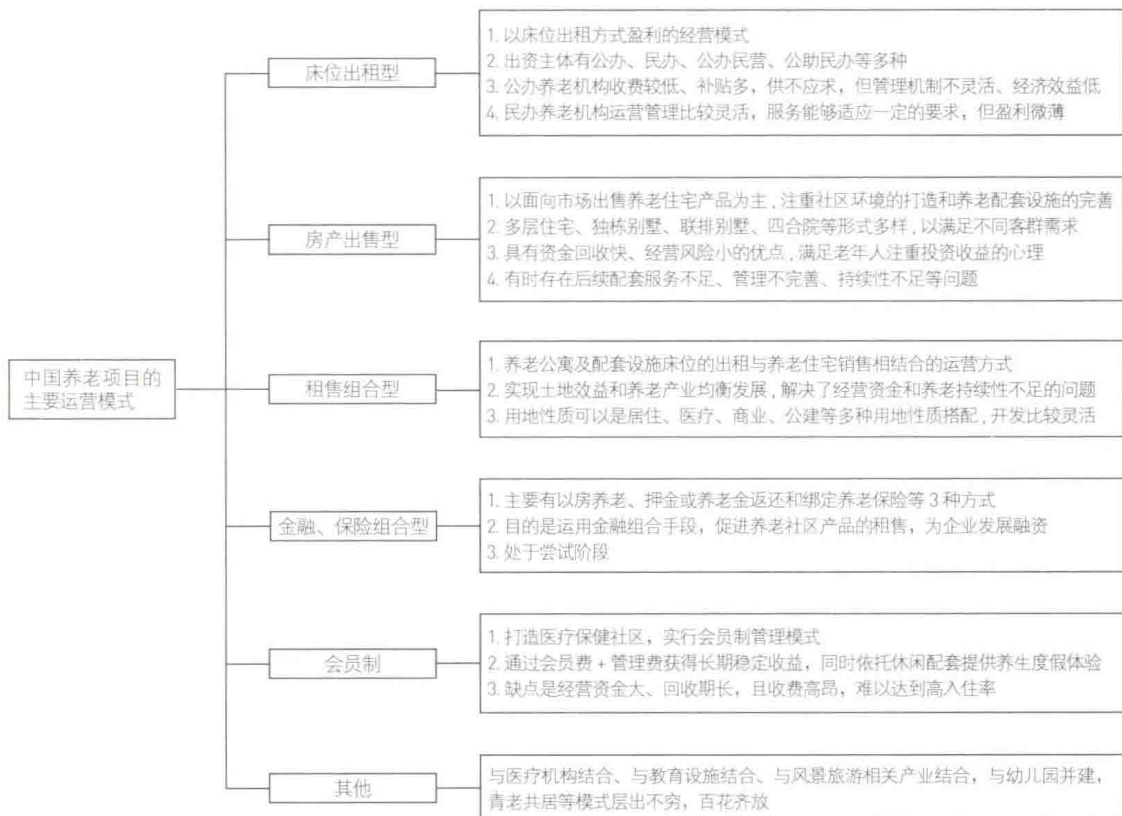 中国养老项目的
主要运营模式
床位出租型
1. 以床位出租方式盈利的经营模式
2. 出资主体有公办、民办、公办民营、公助民办等多种
3. 公办养老机构收费较低、补贴多，供不应求，但管理机制不灵活、经济效益低
4. 民办养老机构运营管理比较灵活，服务能够适应一定的要求，但盈利微薄
房产出售型
1. 以面向市场出售养老住宅产品为主，注重社区环境的打造和养老配套设施的完善
2. 多层住宅、独栋别墅、联排别墅、四合院等形式多样，以满足不同客群需求
3. 具有资金回收快、经营风险小的优点，满足老年人注重投资收益的心理
4. 有时存在后续配套服务不足、管理不完善、持续性不足等问题
租售组合型
1. 养老公寓及配套设施床位的出租与养老住宅销售相结合的运营方式
2. 实现土地效益和养老产业均衡发展，解决了经营资金和养老持续性不足的问题
3. 用地性质可以是居住、医疗、商业、公建等多种用地性质搭配，开发比较灵活
金融、保险组合型
1. 主要有以房养老、押金或养老金返还和绑定养老保险等 3 种方式
2. 目的是运用金融组合手段，促进养老社区产品的租售，为企业发展融资
3. 处于尝试阶段
会员制
1. 打造医疗保健社区，实行会员制管理模式
2. 通过会员费 + 管理费获得长期稳定收益，同时依托休闲配套提供养生度假体验
3. 缺点是经营资金大、回收期长，且收费高昂，难以达到高入住率
其他
与医疗机构结合、与教育设施结合、与风景旅游相关产业结合，与幼儿园并建，
青老共居等模式层出不穷，百花齐放